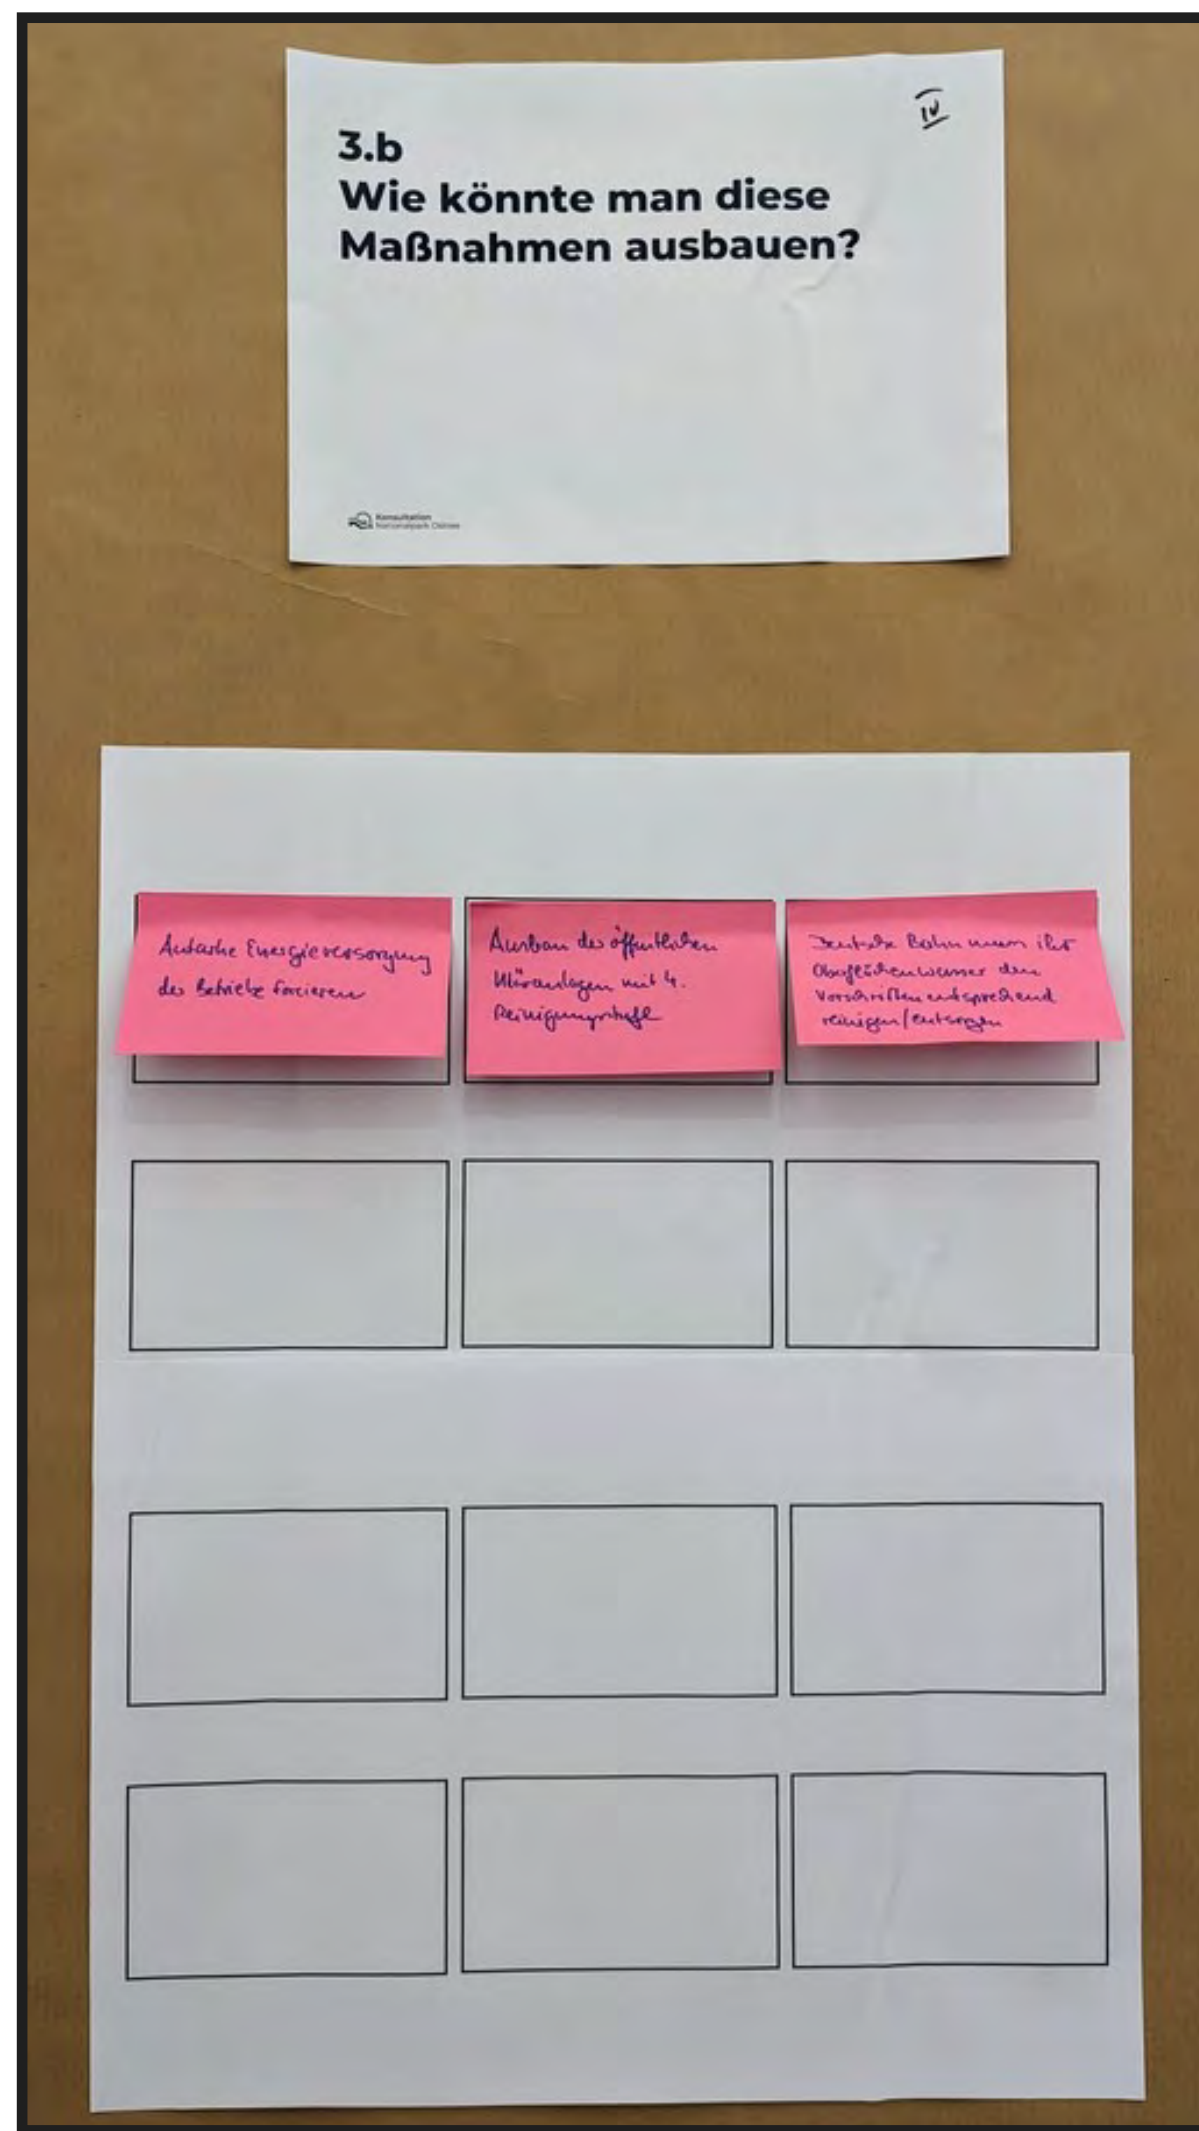 IV
3.b
Wie könnte man diese
Maßnahmen ausbauen?
Konsultation
Nationalpark Ostsee
Autarke Energieversorgung
der Betriebe forcieren
Ausbau der öffentlichen
Kläranlagen mit 4.
Reinigungsstufe
Deutsche Bahn muss ihr
Oberflächenwasser den
Vorschriften entsprechend
reinigen/entsorgen